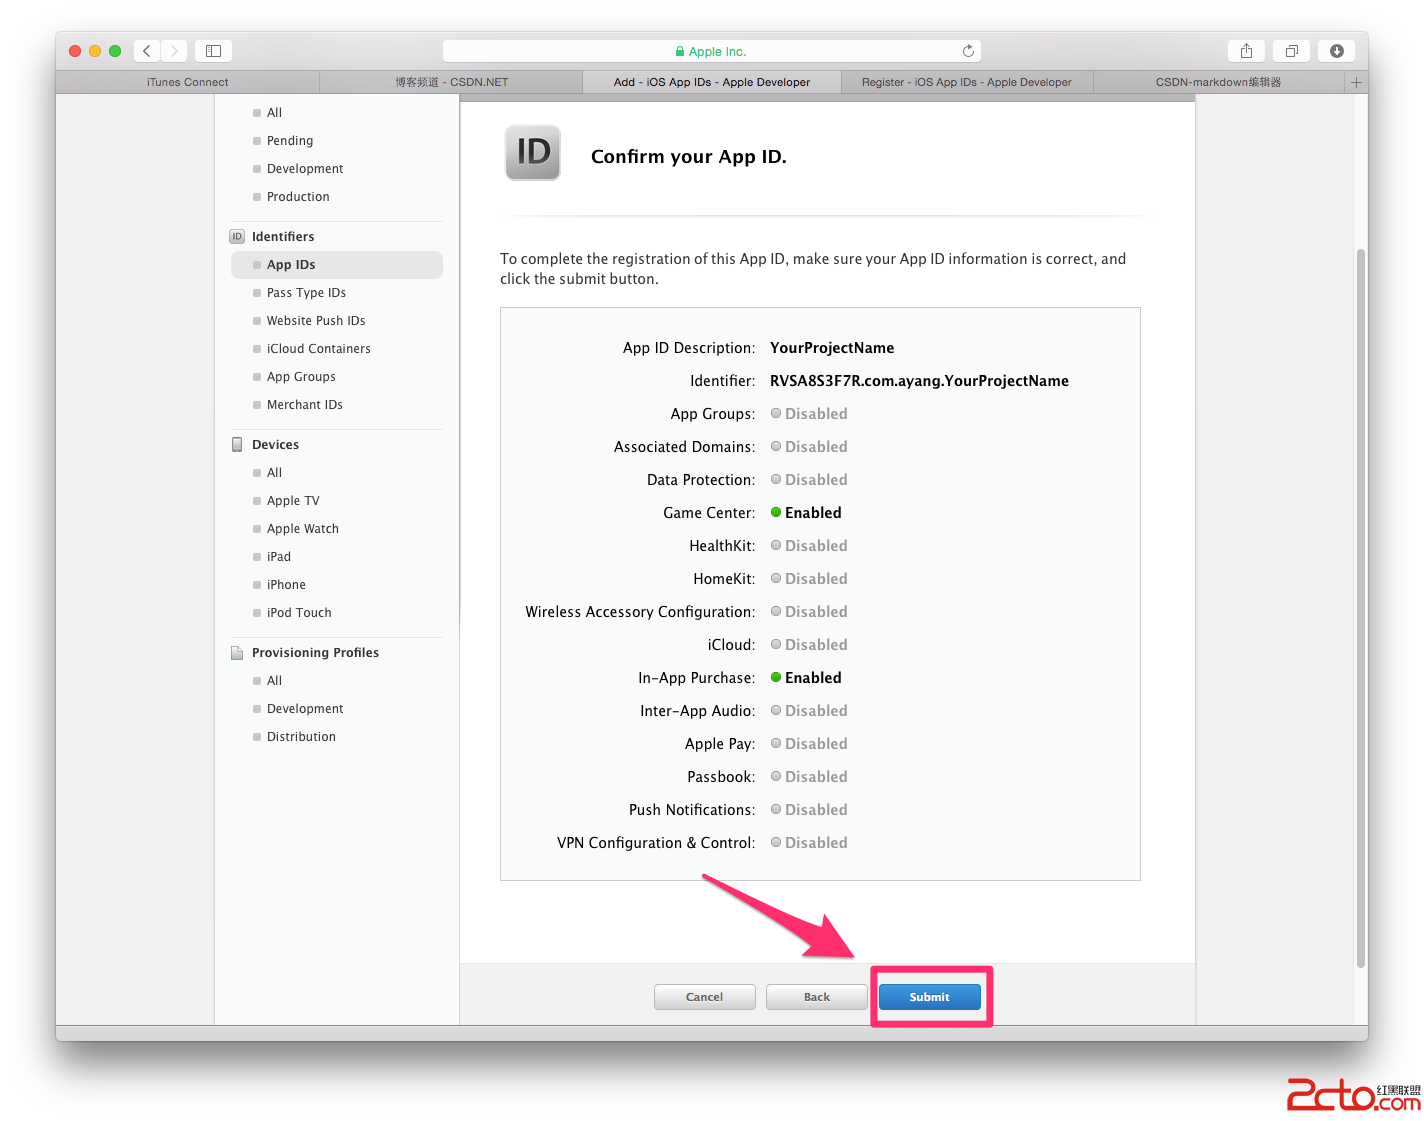 Apple Inc.
iTunes Connect
博客频道 - CSDN.NET
Add - iOS App IDs - Apple Developer
Register - iOS App IDs - Apple Developer
CSDN-markdown编辑器
All
Pending
Development
Production
ID Identifiers
App IDs
Pass Type IDs
Website Push IDs
iCloud Containers
App Groups
Merchant IDs
Devices
All
Apple TV
Apple Watch
iPad
iPhone
iPod Touch
Provisioning Profiles
All
Development
Distribution
ID
Confirm your App ID.
To complete the registration of this App ID, make sure your App ID information is correct, and
click the submit button.
App ID Description: YourProjectName
Identifier: RVSA8S3F7R.com.ayang.YourProjectName
App Groups: Disabled
Associated Domains: Disabled
Data Protection: Disabled
Game Center: Enabled
HealthKit: Disabled
HomeKit: Disabled
Wireless Accessory Configuration: Disabled
iCloud: Disabled
In-App Purchase: Enabled
Inter-App Audio: Disabled
Apple Pay: Disabled
Passbook: Disabled
Push Notifications: Disabled
VPN Configuration & Control: Disabled
Cancel
Back
Submit
2cto.com
红黑联盟